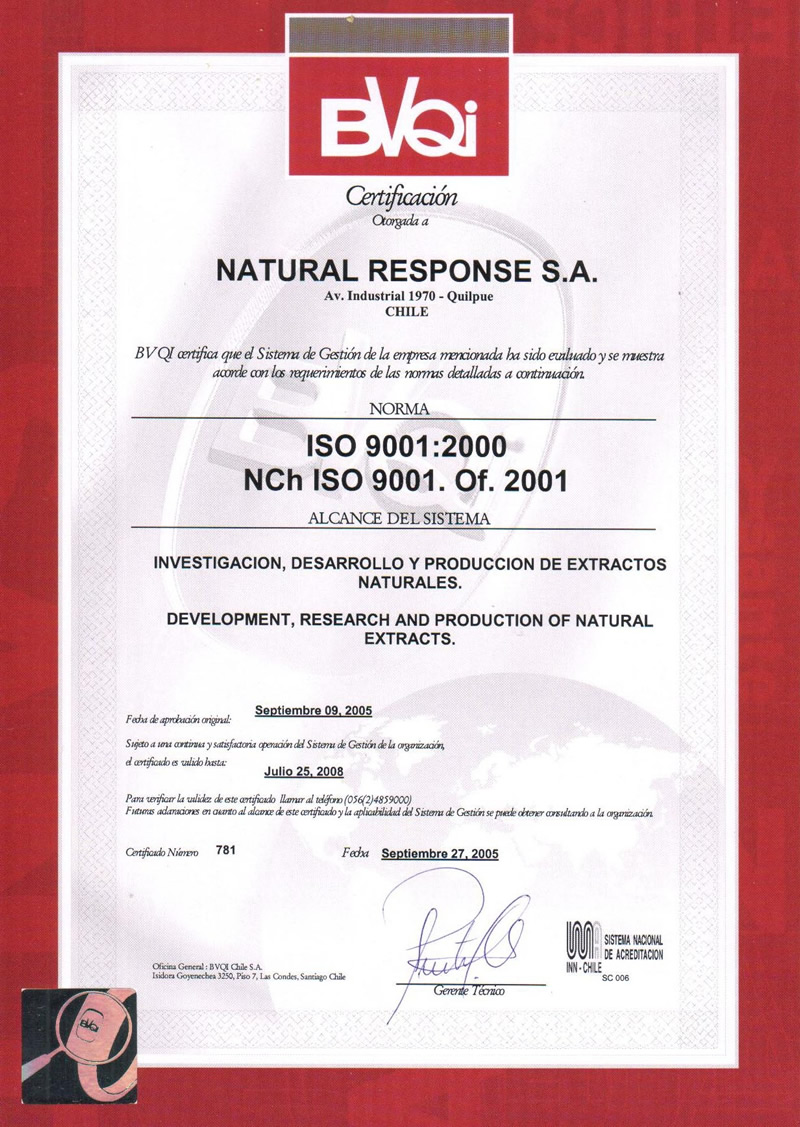 BVQi
Certificación
Otorgada a
NATURAL RESPONSE S.A.
Av. Industrial 1970 - Quilpue
CHILE
BVQI certifica que el Sistema de Gestión de la empresa mencionada ha sido evaluado y se muestra
acorde con los requerimientos de las normas detalladas a continuación.
NORMA
ISO 9001:2000
NCh ISO 9001. Of. 2001
ALCANCE DEL SISTEMA
INVESTIGACION, DESARROLLO Y PRODUCCION DE EXTRACTOS
NATURALES.
DEVELOPMENT, RESEARCH AND PRODUCTION OF NATURAL
EXTRACTS.
Fecha de aprobación original: Septiembre 09, 2005
Sujeto a una continua y satisfactoria operación del Sistema de Gestión de la organización,
el certificado es valido hasta:
Julio 25, 2008
Para verificar la validez de este certificado llamar al teléfono (056(2)4859000)
Futuras aclaraciones en cuanto al alcance de este certificado y la aplicabilidad del Sistema de Gestión se puede obtener consultando a la organización.
Certificado Número 781 Fecha Septiembre 27, 2005
Oficina General : BVQI Chile S.A.
Isidora Goyenechea 3250, Piso 7, Las Condes, Santiago Chile
Gerente Técnico
SISTEMA NACIONAL
DE ACREDITACION
INN - CHILE
SC 006
BVQi